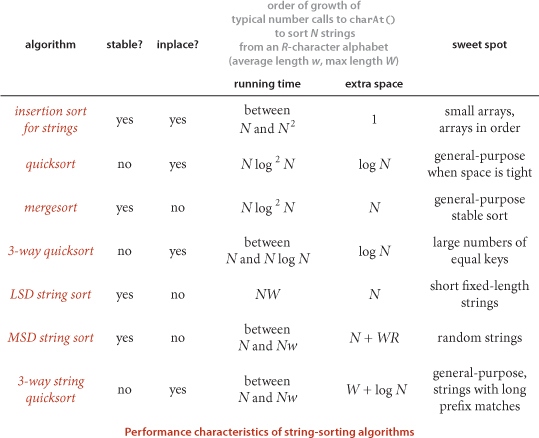 order of growth of
typical number calls to charAt()
to sort N strings
from an R-character alphabet
(average length w, max length W)
algorithm stable? inplace? sweet spot
running time extra space
insertion sort for strings yes yes between N and N² 1 small arrays, arrays in order
quicksort no yes N log ² N log N general-purpose when space is tight
mergesort yes no N log ² N N general-purpose stable sort
3-way quicksort no yes between N and N log N log N large numbers of equal keys
LSD string sort yes no NW N short fixed-length strings
MSD string sort yes no between N and Nw N + WR random strings
3-way string quicksort no yes between N and Nw W + log N general-purpose, strings with long prefix matches
Performance characteristics of string-sorting algorithms